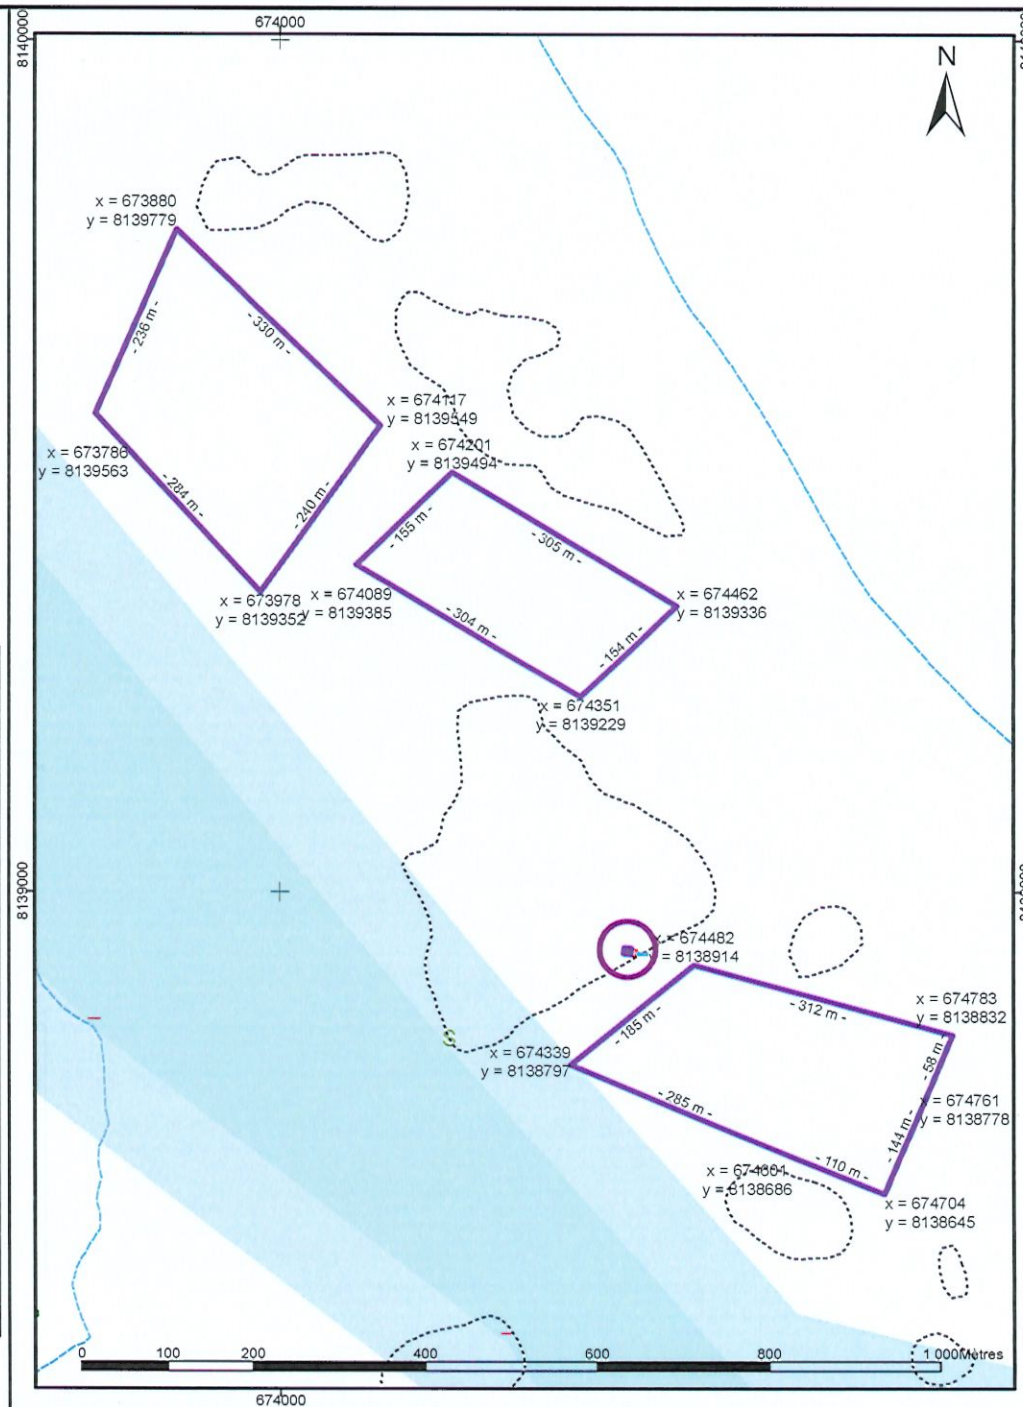 674000
8140000
N
x = 673880
y = 8139779
- 236 m -
- 330 m -
x = 674117
y = 8139549
x = 673786
y = 8139563
x = 674201
y = 8139494
- 284 m -
- 240 m -
- 155 m -
- 305 m -
x = 673978
y = 8139352
x = 674089
y = 8139385
- 304 m -
- 154 m -
x = 674462
y = 8139336
x = 674351
y = 8139229
8139000
x = 674482
y = 8138914
- 312 m -
x = 674783
y = 8138832
- 185 m -
x = 674339
y = 8138797
- 58 m -
- 285 m -
x = 674761
y = 8138778
- 144 m -
- 110 m -
x = 674601
y = 8138686
x = 674704
y = 8138645
0 100 200 400 600 800 1 000 Mètres
674000